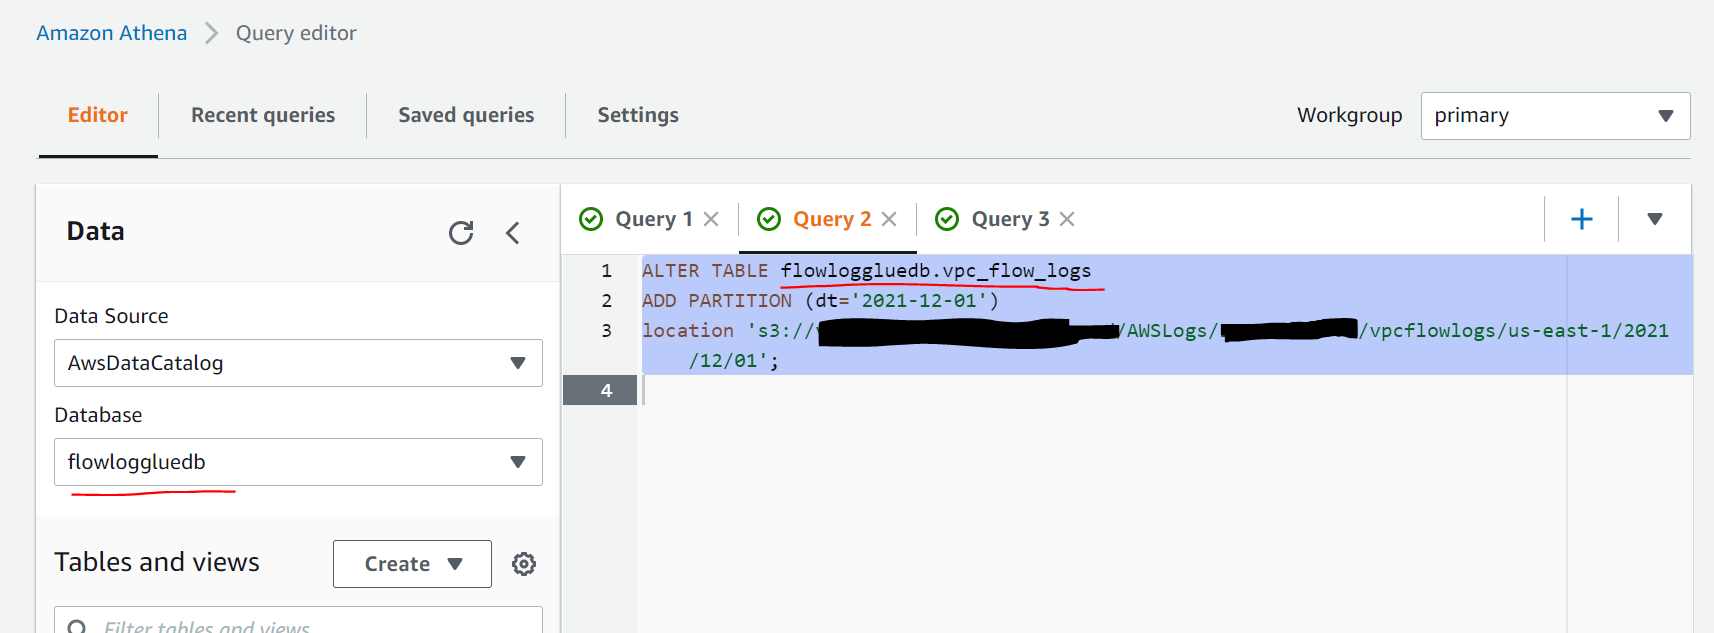 Amazon Athena > Query editor
Editor Recent queries Saved queries Settings Workgroup primary
Data
Query 1 Query 2 Query 3
Data Source
AwsDataCatalog
Database
flowloggluedb
Tables and views
Create
Filter tables and views
1 ALTER TABLE flowloggluedb.vpc_flow_logs
2 ADD PARTITION (dt='2021-12-01')
3 location 's3:// /AWSLogs/ /vpcflowlogs/us-east-1/2021
/12/01';
4